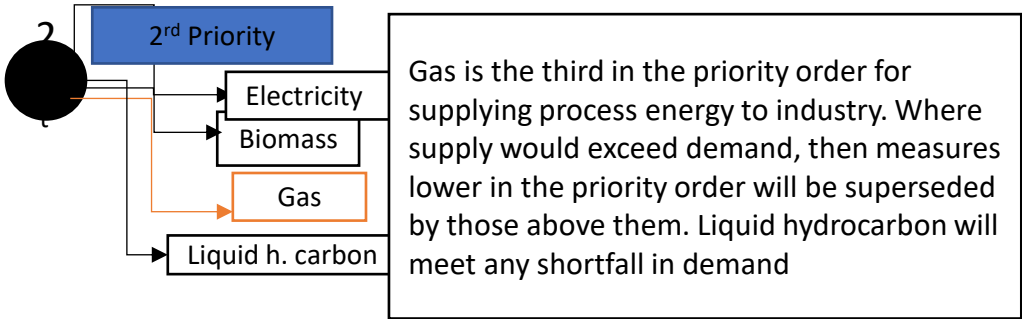 2
2rd Priority
Electricity
Biomass
Gas
Liquid h. carbon
Gas is the third in the priority order for
supplying process energy to industry. Where
supply would exceed demand, then measures
lower in the priority order will be superseded
by those above them. Liquid hydrocarbon will
meet any shortfall in demand